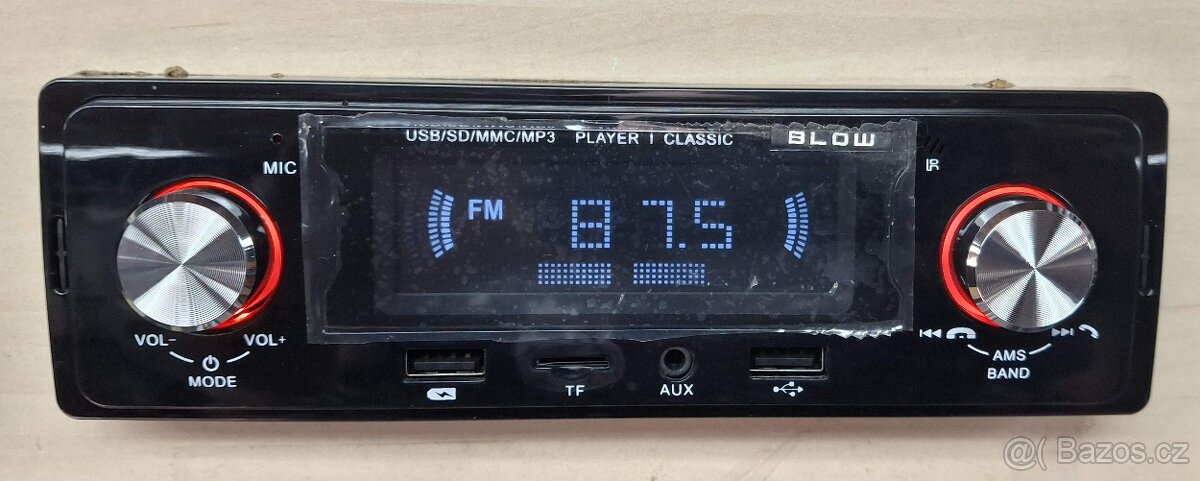 USB/SD/MMC/MP3 PLAYER I CLASSIC BLOW
MIC
IR
FM 87.5
VOL- VOL+
MODE
AMS
BAND
TF
AUX
@( Bazos.cz